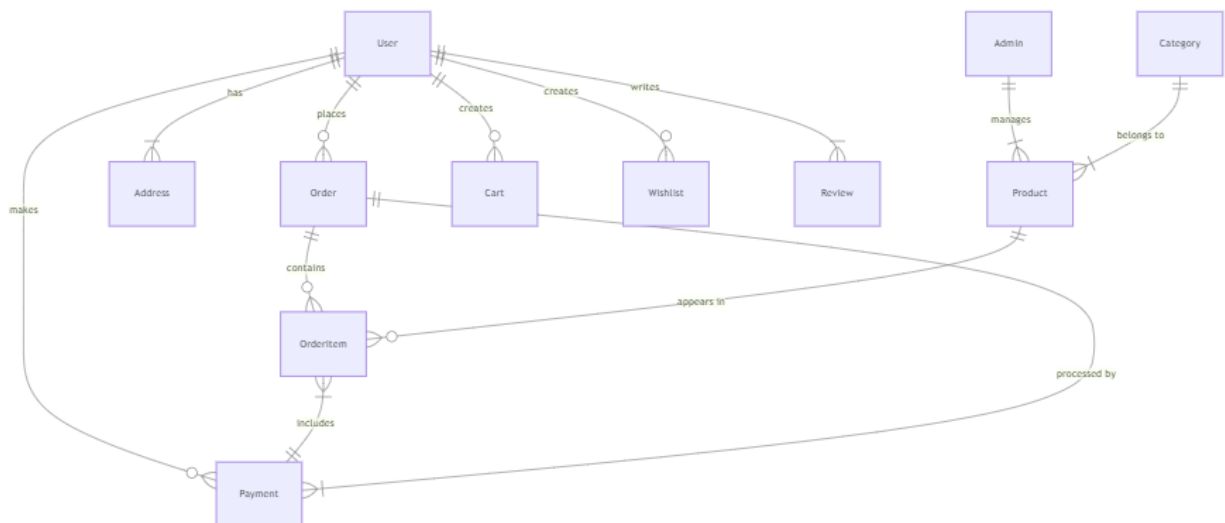 User
Admin
Category
has
places
creates
creates
writes
manages
belongs to
Address
Order
Cart
Wishlist
Review
Product
makes
contains
appears in
OrderItem
processed by
includes
Payment